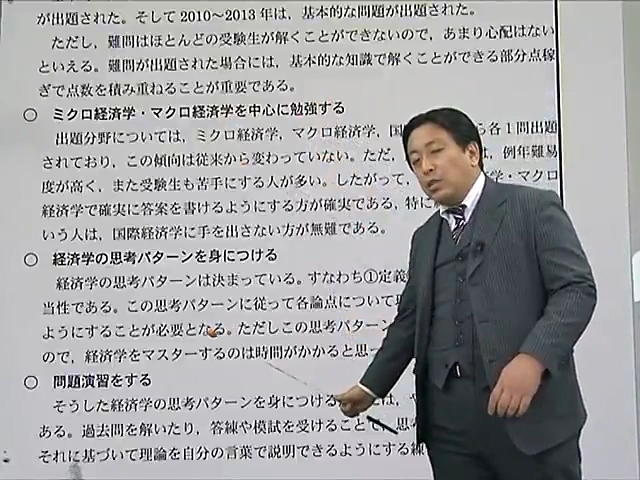 が出題された。そして2010〜2013年は，基本的な問題が出題された。
ただし，難問はほとんどの受験生が解くことができないので，あまり心配はない
といえる。難問が出題された場合には，基本的な知識で解くことができる部分点稼
ぎで点数を積み重ねることが重要である。
○ ミクロ経済学・マクロ経済学を中心に勉強する
出題分野については，ミクロ経済学，マクロ経済学，国 ら各１問出題
されており，この傾向は従来から変わっていない。ただ， は，例年難易
度が高く，また受験生も苦手にする人が多い。したがって， 学・マクロ
経済学で確実に答案を書けるようにする方が確実である，特に
いう人は，国際経済学に手を出さない方が無難である。
○ 経済学の思考パターンを身につける
経済学の思考パターンは決まっている。すなわち①定義
当性である。この思考パターンに従って各論点について
ようにすることが必要となる。ただしこの思考パターン
ので，経済学をマスターするのは時間がかかると思
○ 問題演習をする
そうした経済学の思考パターンを身につける は，
ある。過去問を解いたり，答練や模試を受けること 思考
それに基づいて理論を自分の言葉で説明できるようにする練